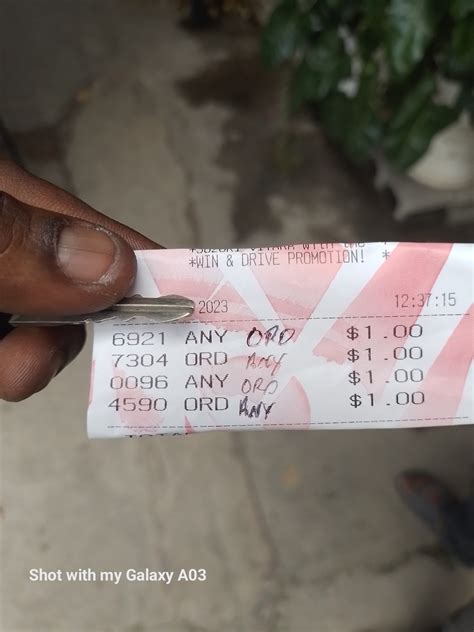 WITH
*WIN & DRIVE PROMOTION! *
2023 12:37:15
6921 ANY ORD $1.00
7304 ORD ANY $1.00
0096 ANY ORD $1.00
4590 ORD ANY $1.00
Shot with my Galaxy A03